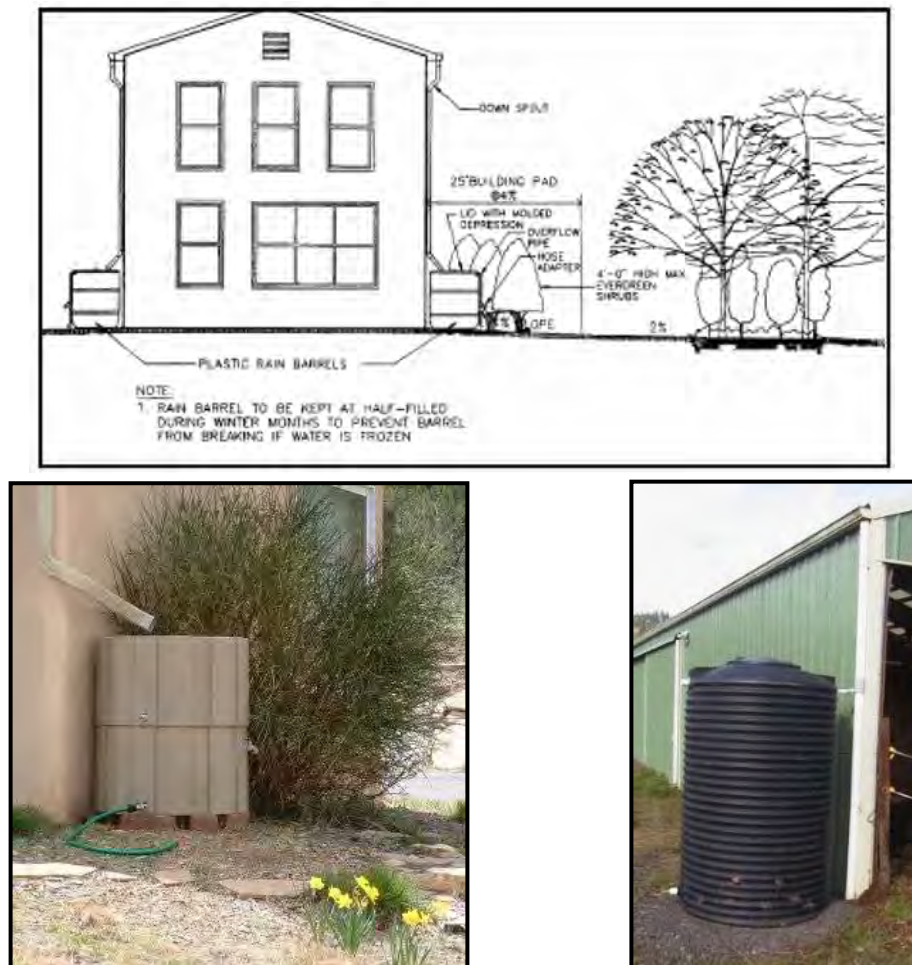 DOWN SPOUT
25' BUILDING PAD
@4%
LID WITH MOLDED
DEPRESSION
OVERFLOW
PIPE
HOSE
ADAPTER
4'-0" HIGH MAX
EVERGREEN
SHRUBS
4% SLOPE
2%
PLASTIC RAIN BARRELS
NOTE:
1. RAIN BARREL TO BE KEPT AT HALF-FILLED
DURING WINTER MONTHS TO PREVENT BARREL
FROM BREAKING IF WATER IS FROZEN